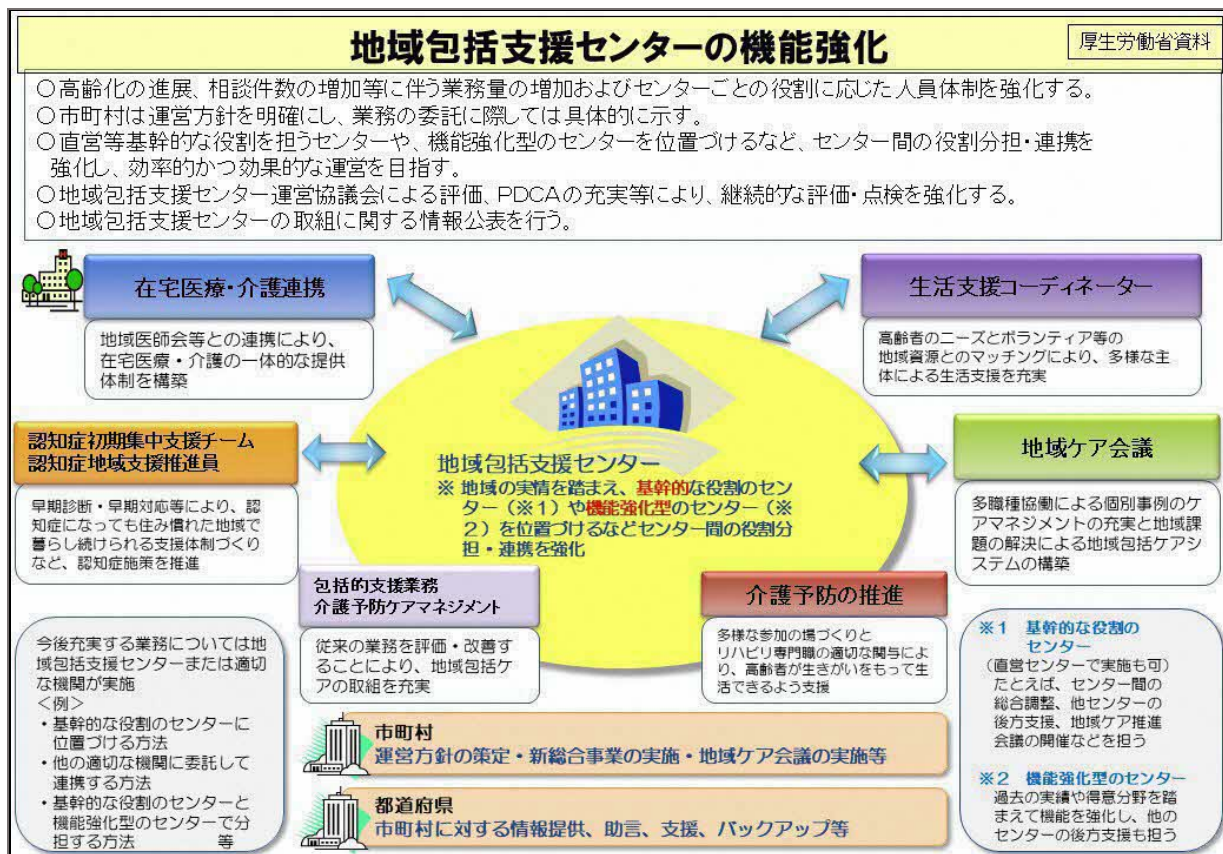 地域包括支援センターの機能強化
厚生労働省資料
○高齢化の進展、相談件数の増加等に伴う業務量の増加およびセンターごとの役割に応じた人員体制を強化する。
○市町村は運営方針を明確にし、業務の委託に際しては具体的に示す。
○直営等基幹的な役割を担うセンターや、機能強化型のセンターを位置づけるなど、センター間の役割分担・連携を
強化し、効率的かつ効果的な運営を目指す。
○地域包括支援センター運営協議会による評価、PDCAの充実等により、継続的な評価・点検を強化する。
○地域包括支援センターの取組に関する情報公表を行う。
在宅医療・介護連携
地域医師会等との連携により、
在宅医療・介護の一体的な提供
体制を構築
生活支援コーディネーター
高齢者のニーズとボランティア等の
地域資源とのマッチングにより、多様な主
体による生活支援を充実
認知症初期集中支援チーム
認知症地域支援推進員
早期診断・早期対応等により、認
知症になっても住み慣れた地域で
暮らし続けられる支援体制づくり
など、認知症施策を推進
地域包括支援センター
※ 地域の実情を踏まえ、基幹的な役割のセン
ター（※１）や機能強化型のセンター（※
２）を位置づけるなどセンター間の役割分
担・連携を強化
地域ケア会議
多職種協働による個別事例のケ
アマネジメントの充実と地域課
題の解決による地域包括ケアシ
ステムの構築
包括的支援業務
介護予防ケアマネジメント
従来の業務を評価・改善す
ることにより、地域包括ケ
アの取組を充実
介護予防の推進
多様な参加の場づくりと
リハビリ専門職の適切な関与によ
り、高齢者が生きがいをもって生
活できるよう支援
今後充実する業務については地
域包括支援センターまたは適切
な機関が実施
＜例＞
・基幹的な役割のセンターに
位置づける方法
・他の適切な機関に委託して
連携する方法
・基幹的な役割のセンターと
機能強化型のセンターで分
担する方法 等
市町村
運営方針の策定・新総合事業の実施・地域ケア会議の実施等
都道府県
市町村に対する情報提供、助言、支援、バックアップ等
※１ 基幹的な役割の
センター
（直営センターで実施も可）
たとえば、センター間の
総合調整、他センターの
後方支援、地域ケア推進
会議の開催などを担う
※２ 機能強化型のセンター
過去の実績や得意分野を踏
まえて機能を強化し、他の
センターの後方支援も担う